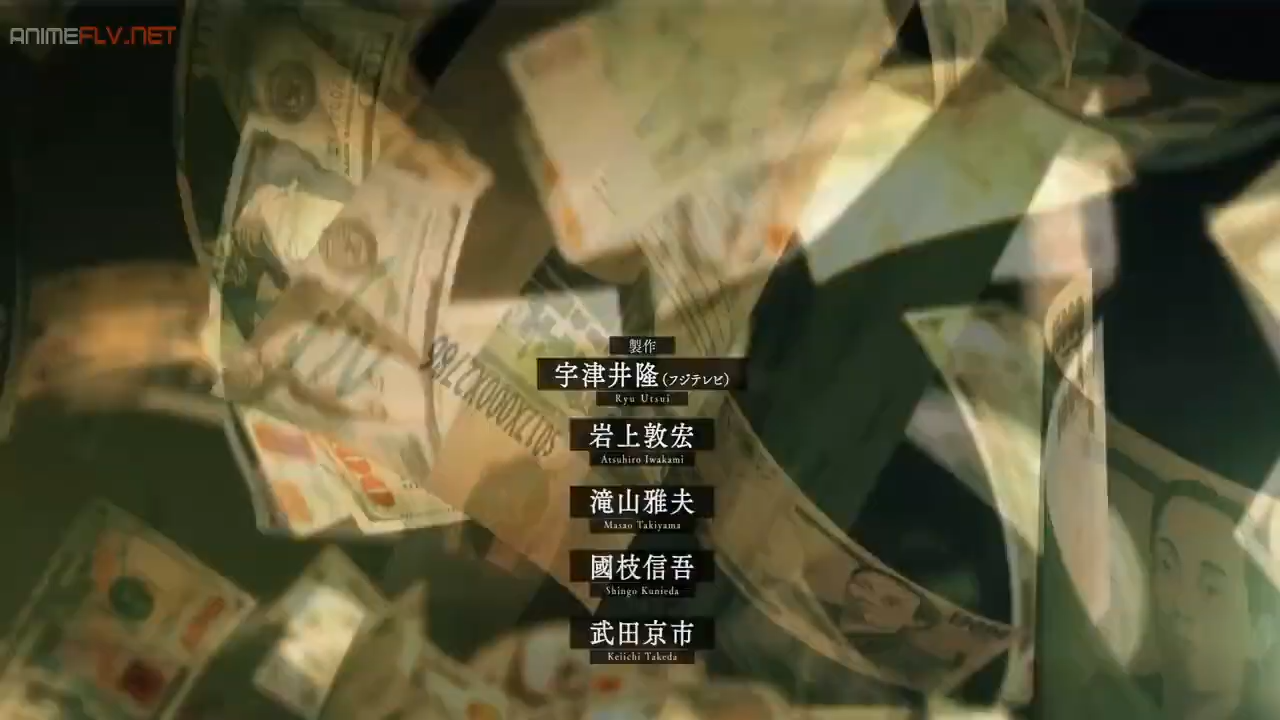 ANIMEFLV.NET
製作
宇津井隆(フジテレビ)
Ryu Utsui
岩上敦宏
Atsuhiro Iwakami
滝山雅夫
Masao Takiyama
國枝信吾
Shingo Kunieda
武田京市
Keiichi Takeda